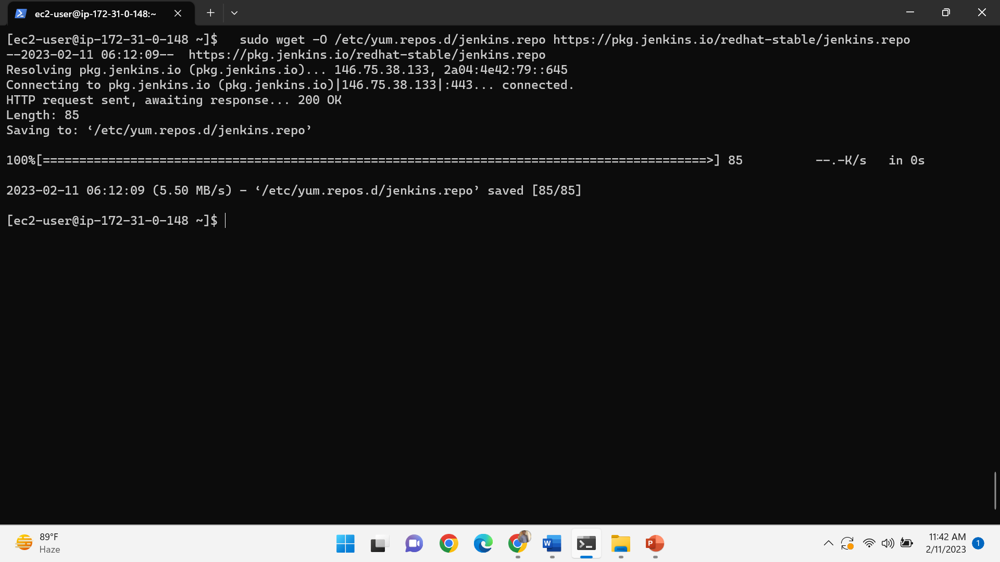 ec2-user@ip-172-31-0-148:~
[ec2-user@ip-172-31-0-148 ~]$   sudo wget -O /etc/yum.repos.d/jenkins.repo https://pkg.jenkins.io/redhat-stable/jenkins.repo
--2023-02-11 06:12:09--  https://pkg.jenkins.io/redhat-stable/jenkins.repo
Resolving pkg.jenkins.io (pkg.jenkins.io)... 146.75.38.133, 2a04:4e42:79::645
Connecting to pkg.jenkins.io (pkg.jenkins.io)|146.75.38.133|:443... connected.
HTTP request sent, awaiting response... 200 OK
Length: 85
Saving to: ‘/etc/yum.repos.d/jenkins.repo’
100%[===========================================================================================>] 85          --.-K/s   in 0s
2023-02-11 06:12:09 (5.50 MB/s) - ‘/etc/yum.repos.d/jenkins.repo’ saved [85/85]
[ec2-user@ip-172-31-0-148 ~]$
89°F
Haze
W
P
11:42 AM
2/11/2023
1